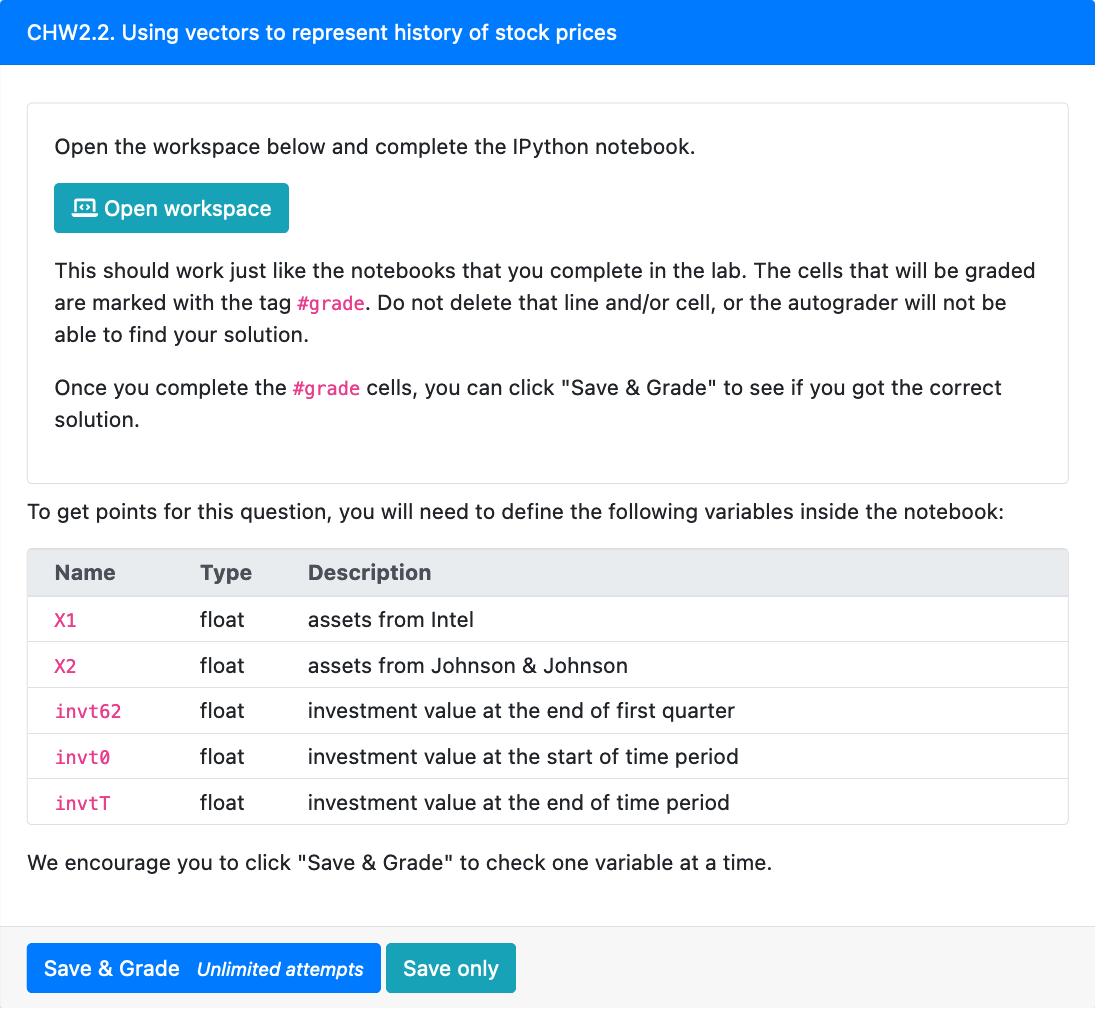 CHW2.2. Using vectors to represent history of stock prices
Open the workspace below and complete the IPython notebook.
Open workspace
This should work just like the notebooks that you complete in the lab. The cells that will be graded
are marked with the tag #grade. Do not delete that line and/or cell, or the autograder will not be
able to find your solution.
Once you complete the #grade cells, you can click "Save & Grade" to see if you got the correct
solution.
To get points for this question, you will need to define the following variables inside the notebook:
Name Type Description
X1 float assets from Intel
X2 float assets from Johnson & Johnson
invt62 float investment value at the end of first quarter
invt0 float investment value at the start of time period
invtT float investment value at the end of time period
We encourage you to click "Save & Grade" to check one variable at a time.
Save & Grade Unlimited attempts Save only